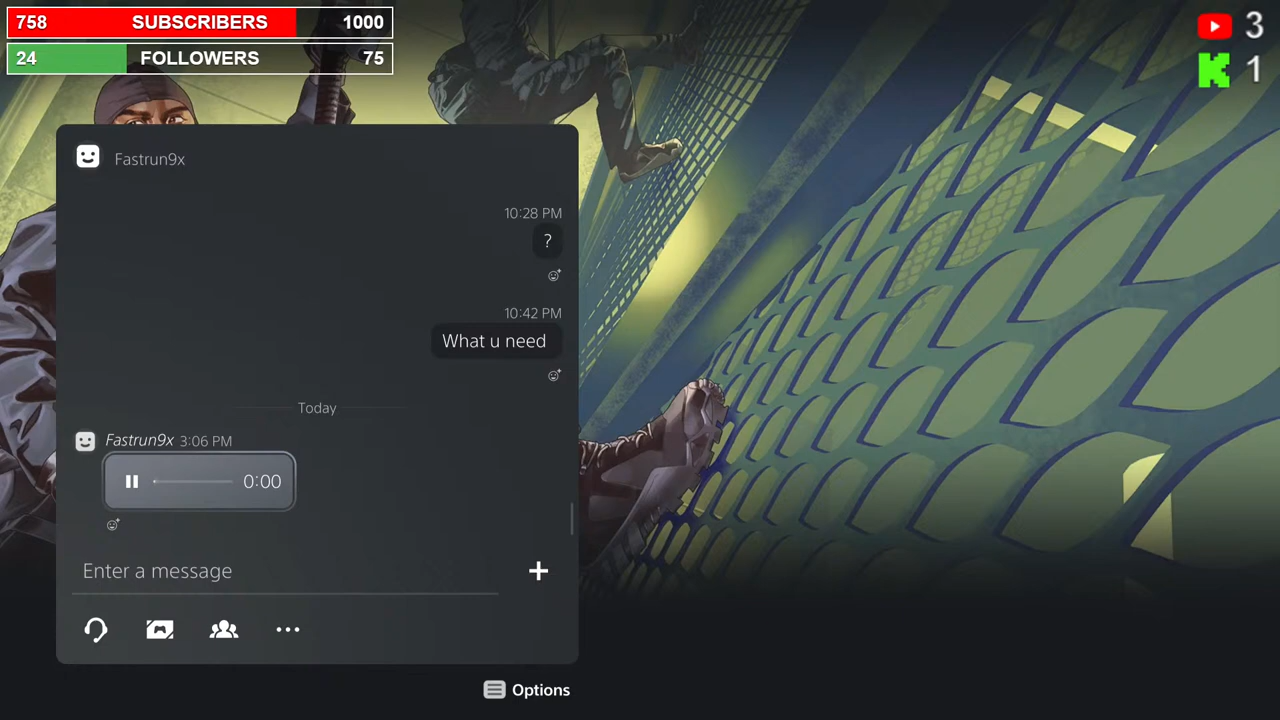 758 SUBSCRIBERS 1000
24 FOLLOWERS 75
3
K 1
Fastrun9x
10:28 PM
?
10:42 PM
What u need
Today
Fastrun9x 3:06 PM
0:00
Enter a message
Options